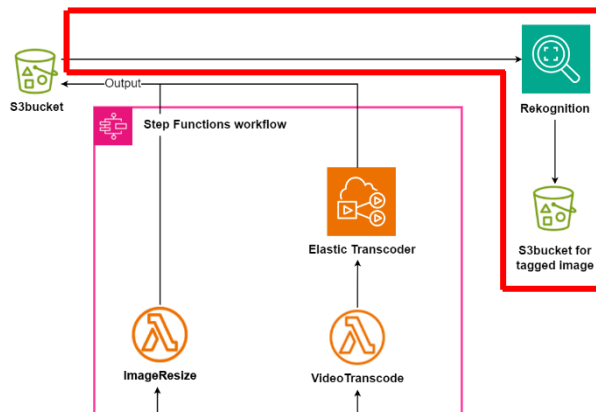 S3bucket
Output
Rekognition
Step Functions workflow
Elastic Transcoder
S3bucket for
tagged image
ImageResize
VideoTranscode